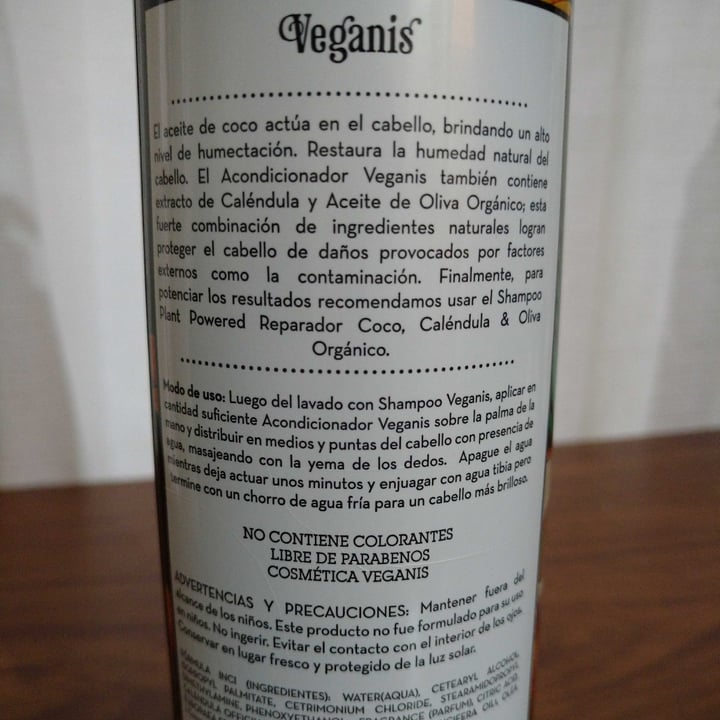 Veganis
El aceite de coco actúa en el cabello, brindando un alto
nivel de humectación. Restaura la humedad natural del
cabello. El Acondicionador Veganis también contiene
extracto de Caléndula y Aceite de Oliva Orgánico; esta
fuerte combinación de ingredientes naturales logran
proteger el cabello de daños provocados por factores
externos como la contaminación. Finalmente, para
potenciar los resultados recomendamos usar el Shampoo
Plant Powered Reparador Coco, Caléndula & Oliva
Orgánico.
Modo de uso: Luego del lavado con Shampoo Veganis, aplicar en
cantidad suficiente Acondicionador Veganis sobre la palma de la
mano y distribuir en medios y puntas del cabello con presencia de
agua, masajeando con la yema de los dedos. Apague el agua
mientras deja actuar unos minutos y enjuagar con agua tibia pero
termine con un chorro de agua fría para un cabello más brilloso.
NO CONTIENE COLORANTES
LIBRE DE PARABENOS
COSMÉTICA VEGANIS
ADVERTENCIAS Y PRECAUCIONES: Mantener fuera del
alcance de los niños. Este producto no fue formulado para su uso
en niños. No ingerir. Evitar el contacto con el interior de los ojos.
Conservar en lugar fresco y protegido de la luz solar.
FÓRMULA INCI (INGREDIENTES): WATER(AQUA), CETEARYL ALCOHOL,
PALMITATE, CETRIMONIUM CHLORIDE, STEARAMIDOPROPYL
PHENOXYETHANOL, FRAGRANCE (PARFUM), CITRIC ACID,
CALENDULA